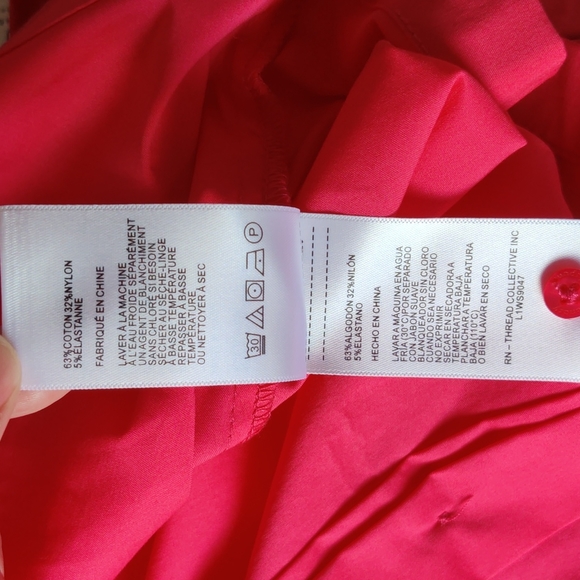 63%COTON 32%NYLON
5%ELASTANNE
FABRIQUÉ EN CHINE
LAVER À LA MACHINE
À L'EAU FROIDE SÉPARÉMENT
UN AGENT DE BLANCHIMENT
SANS CHLORE SI BESOIN
SÉCHER AU SÈCHE-LINGE
À BASSE TEMPÉRATURE
REPASSER À BASSE
TEMPÉRATURE
OU NETTOYER À SEC
30
P
63%ALGODÓN 32%NILÓN
5%ELASTANO
HECHO EN CHINA
LAVAR A MÁQUINA EN AGUA
FRÍA (30°C) POR SEPARADO
CON JABÓN SUAVE
BLANQUEADOR SIN CLORO
CUANDO SEA NECESARIO
NO EXPRIMIR
SECAR EN SECADORA A
TEMPERATURA BAJA
PLANCHAR A TEMPERATURA
BAJA (110°C)
O BIEN LAVAR EN SECO
RN - THREAD COLLECTIVE INC
L1WS9047